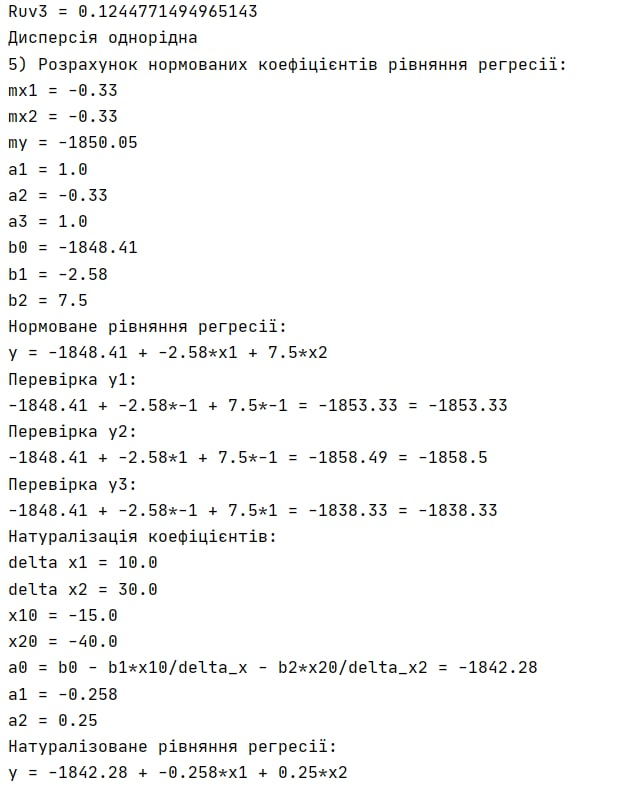 Ruv3 = 0.1244771494965143
Дисперсія однорідна
5) Розрахунок нормованих коефіцієнтів рівняння регресії:
mx1 = -0.33
mx2 = -0.33
my = -1850.05
a1 = 1.0
a2 = -0.33
a3 = 1.0
b0 = -1848.41
b1 = -2.58
b2 = 7.5
Нормоване рівняння регресії:
y = -1848.41 + -2.58*x1 + 7.5*x2
Перевірка y1:
-1848.41 + -2.58*-1 + 7.5*-1 = -1853.33 = -1853.33
Перевірка y2:
-1848.41 + -2.58*1 + 7.5*-1 = -1858.49 = -1858.5
Перевірка y3:
-1848.41 + -2.58*-1 + 7.5*1 = -1838.33 = -1838.33
Натуралізація коефіцієнтів:
delta x1 = 10.0
delta x2 = 30.0
x10 = -15.0
x20 = -40.0
a0 = b0 - b1*x10/delta_x - b2*x20/delta_x2 = -1842.28
a1 = -0.258
a2 = 0.25
Натуралізоване рівняння регресії:
y = -1842.28 + -0.258*x1 + 0.25*x2